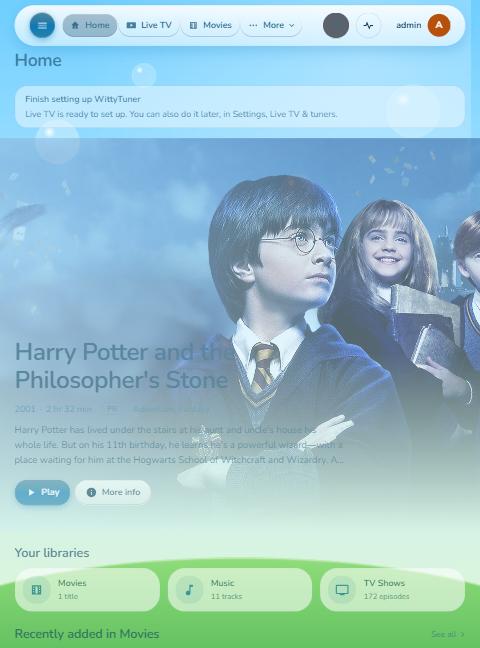 Home
Live TV
Movies
More
admin
A
Home
Finish setting up WittyTuner
Live TV is ready to set up. You can also do it later, in Settings, Live TV & tuners.
Harry Potter and the
Philosopher's Stone
2001 · 2 hr 32 min PR Adventure, Fantasy
Harry Potter has lived under the stairs at his aunt and uncle's house his
whole life. But on his 11th birthday, he learns he's a powerful wizard—with a
place waiting for him at the Hogwarts School of Witchcraft and Wizardry. A...
Play
More info
Your libraries
Movies
1 title
Music
11 tracks
TV Shows
172 episodes
Recently added in Movies
See all